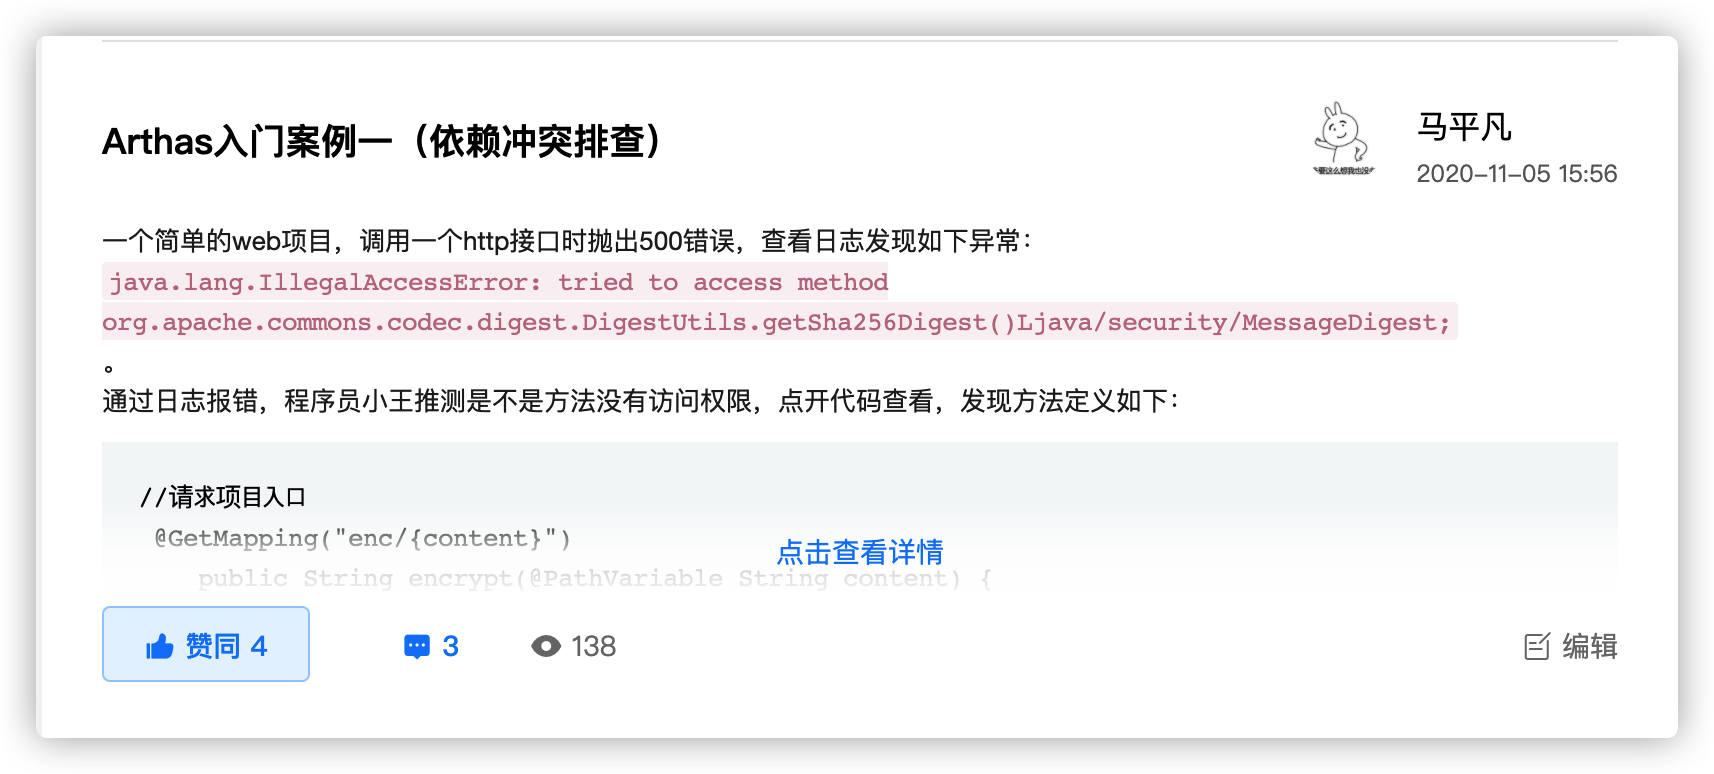 Arthas入门案例一（依赖冲突排查）
马平凡
2020-11-05 15:56
一个简单的web项目，调用一个http接口时抛出500错误，查看日志发现如下异常：
java.lang.IllegalAccessError: tried to access method
org.apache.commons.codec.digest.DigestUtils.getSha256Digest()Ljava/security/MessageDigest;
。
通过日志报错，程序员小王推测是不是方法没有访问权限，点开代码查看，发现方法定义如下：
//请求项目入口
@GetMapping("enc/{content}")
点击查看详情
public String encrypt(@PathVariable String content) {
赞同 4
3
138
编辑